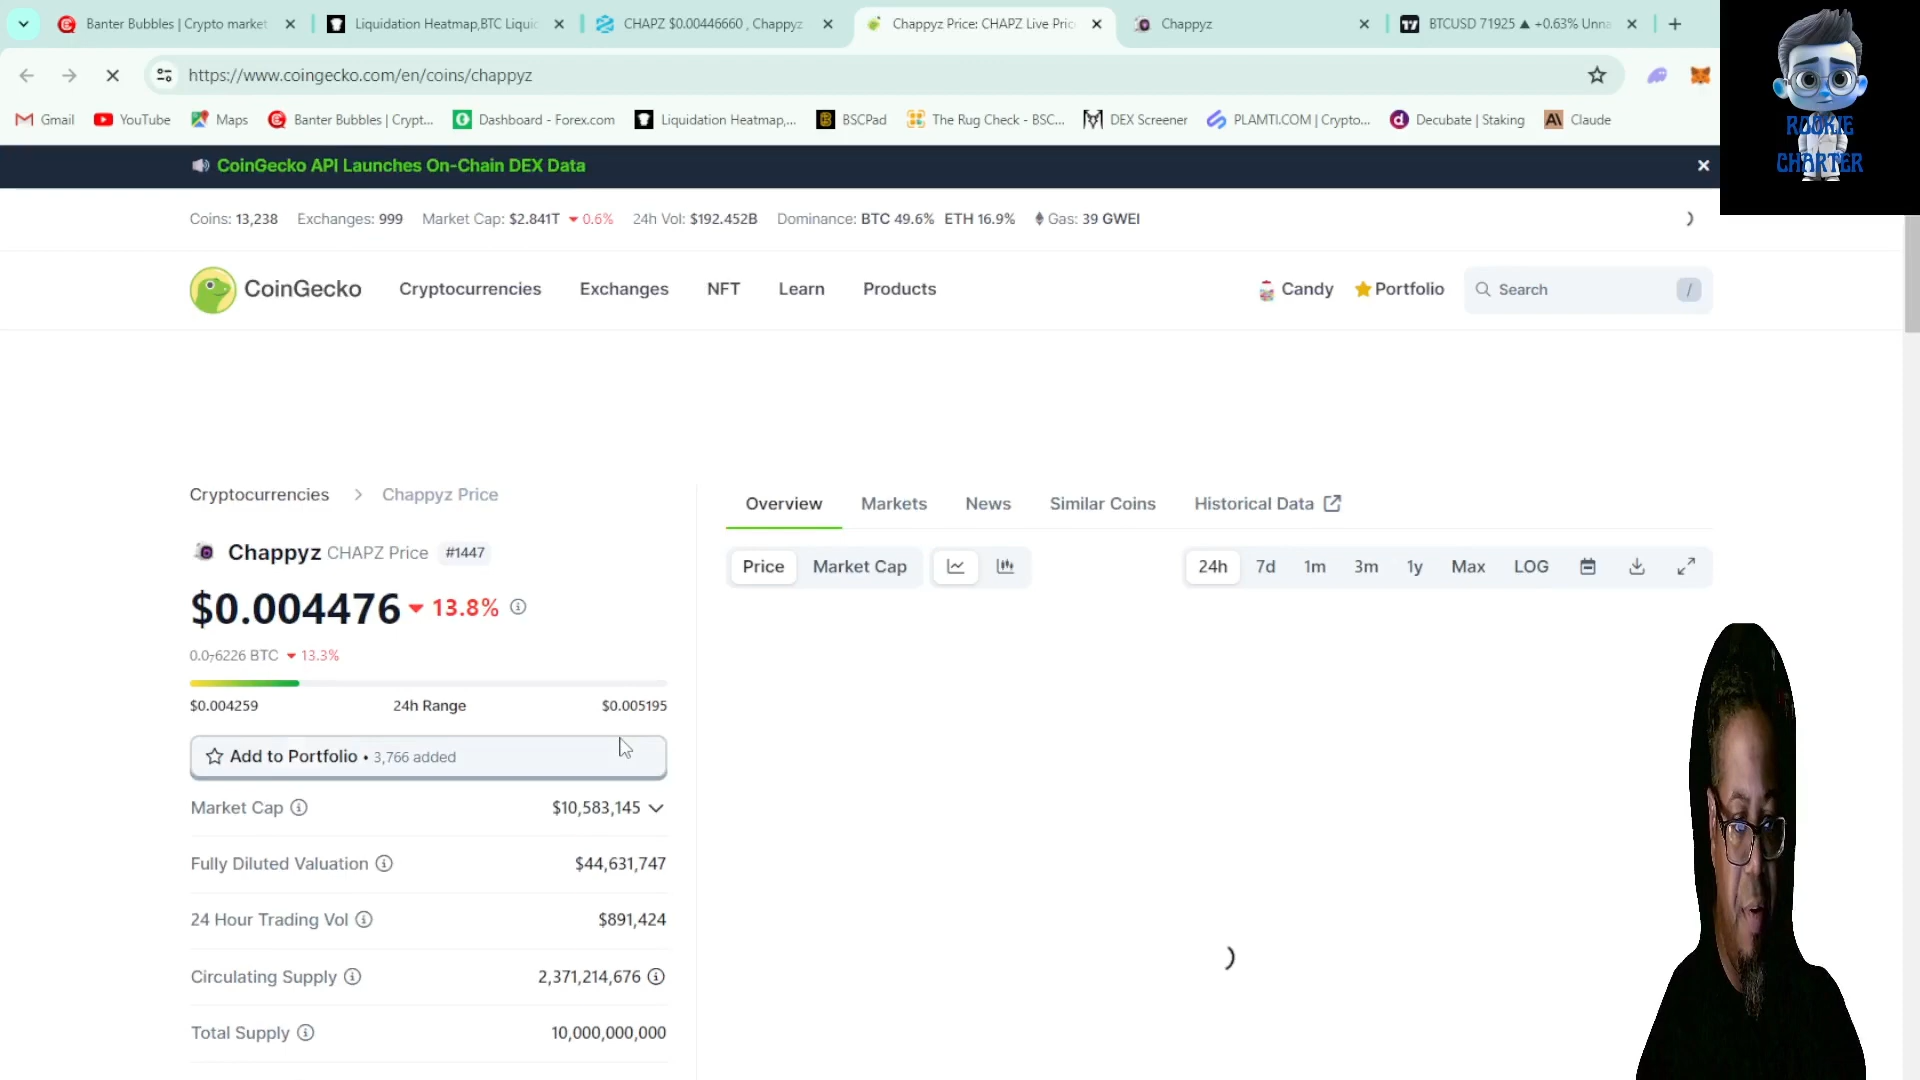 Banter Bubbles | Crypto market
Liquidation Heatmap,BTC Liquid
CHAPZ $0.00446660 , Chappyz
Chappyz Price: CHAPZ Live Pric
Chappyz
BTCUSD 71925 ▲ +0.63% Unna
https://www.coingecko.com/en/coins/chappyz
Gmail
YouTube
Maps
Banter Bubbles | Crypt...
Dashboard - Forex.com
Liquidation Heatmap,...
BSCPad
The Rug Check - BSC...
DEX Screener
PLAMTI.COM | Crypto...
Decubate | Staking
Claude
ROOKIE
CHARTER
CoinGecko API Launches On-Chain DEX Data
Coins: 13,238 Exchanges: 999 Market Cap: $2.841T ▼ 0.6% 24h Vol: $192.452B Dominance: BTC 49.6% ETH 16.9% Gas: 39 GWEI
CoinGecko
Cryptocurrencies
Exchanges
NFT
Learn
Products
Candy
Portfolio
Search /
Cryptocurrencies > Chappyz Price
Chappyz CHAPZ Price #1447
$0.004476 ▼ 13.8%
0.0₇6226 BTC ▼ 13.3%
$0.004259 24h Range $0.005195
Add to Portfolio • 3,766 added
Market Cap $10,583,145
Fully Diluted Valuation $44,631,747
24 Hour Trading Vol $891,424
Circulating Supply 2,371,214,676
Total Supply 10,000,000,000
Overview
Markets
News
Similar Coins
Historical Data
Price
Market Cap
24h
7d
1m
3m
1y
Max
LOG